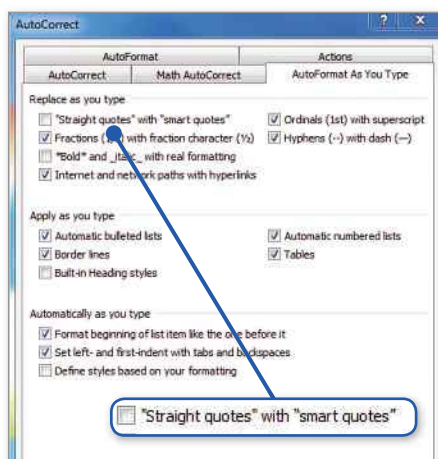 AutoCorrect
AutoFormat Actions
AutoCorrect Math AutoCorrect AutoFormat As You Type
Replace as you type
"Straight quotes" with “smart quotes”
Ordinals (1st) with superscript
Fractions (1/2) with fraction character (½)
Hyphens (--) with dash (—)
*Bold* and _italic_ with real formatting
Internet and network paths with hyperlinks
Apply as you type
Automatic bulleted lists
Automatic numbered lists
Border lines
Tables
Built-in Heading styles
Automatically as you type
Format beginning of list item like the one before it
Set left- and first-indent with tabs and backspaces
Define styles based on your formatting
"Straight quotes" with “smart quotes”